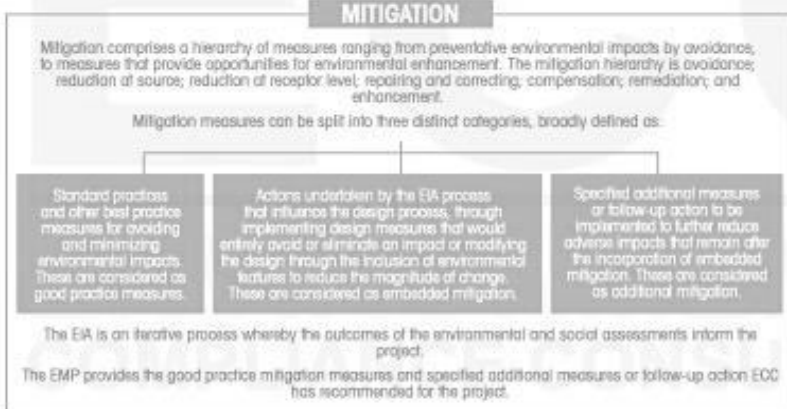 MITIGATION
Mitigation comprises a hierarchy of measures ranging from preventative environmental impacts by avoidance,
to measures that provide opportunities for environmental enhancement. The mitigation hierarchy is avoidance;
reduction at source; reduction at receptor level; repairing and correcting; compensation; remediation; and
enhancement.
Mitigation measures can be split into three distinct categories, broadly defined as:
Standard practices
and other best practice
measures for avoiding
and minimizing
environmental impacts.
These are considered as
good practice measures.
Actions undertaken by the EIA process
that influence the design process, through
implementing design measures that would
entirely avoid or eliminate an impact or modifying
the design through the inclusion of environmental
features to reduce the magnitude of change.
These are considered as embedded mitigation.
Specified additional measures
or follow-up action to be
implemented to further reduce
adverse impacts that remain after
the incorporation of embedded
mitigation. These are considered
as additional mitigation.
The EIA is an iterative process whereby the outcomes of the environmental and social assessments inform the
project.
The EMP provides the good practice mitigation measures and specified additional measures or follow-up action ECC
has recommended for the project.
COMPLIANCE CONSU